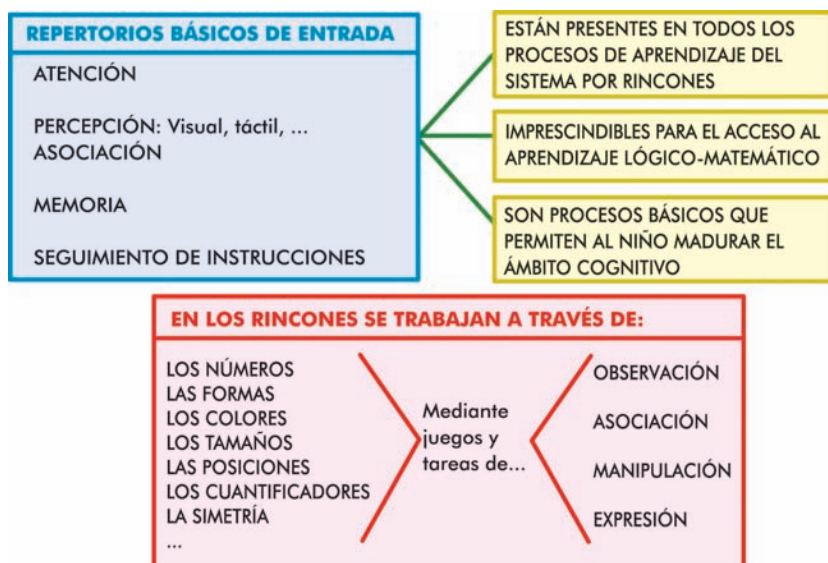 REPERTORIOS BÁSICOS DE ENTRADA
ATENCIÓN
PERCEPCIÓN: Visual, táctil, ...
ASOCIACIÓN
MEMORIA
SEGUIMIENTO DE INSTRUCCIONES
ESTÁN PRESENTES EN TODOS LOS
PROCESOS DE APRENDIZAJE DEL
SISTEMA POR RINCONES
IMPRESCINDIBLES PARA EL ACCESO AL
APRENDIZAJE LÓGICO-MATEMÁTICO
SON PROCESOS BÁSICOS QUE
PERMITEN AL NIÑO MADURAR EL
ÁMBITO COGNITIVO
EN LOS RINCONES SE TRABAJAN A TRAVÉS DE:
LOS NÚMEROS
LAS FORMAS
LOS COLORES
LOS TAMAÑOS
LAS POSICIONES
LOS CUANTIFICADORES
LA SIMETRÍA
...
Mediante
juegos y
tareas de...
OBSERVACIÓN
ASOCIACIÓN
MANIPULACIÓN
EXPRESIÓN